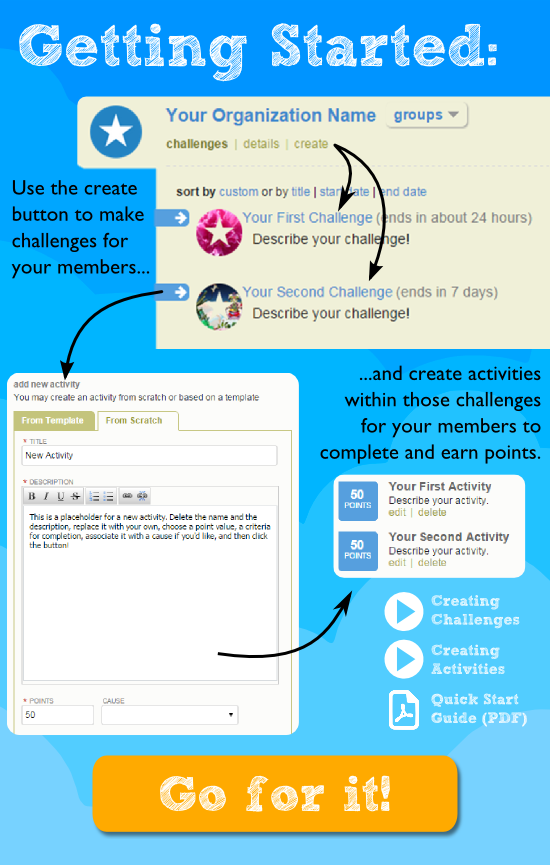 Getting Started:
Your Organization Name groups
challenges | details | create
sort by custom or by title | start date | end date
Your First Challenge (ends in about 24 hours)
Describe your challenge!
Your Second Challenge (ends in 7 days)
Describe your challenge!
Use the create
button to make
challenges for
your members...
...and create activities
within those challenges
for your members to
complete and earn points.
add new activity
You may create an activity from scratch or based on a template
From Template From Scratch
* TITLE
New Activity
* DESCRIPTION
B I U S
This is a placeholder for a new activity. Delete the name and the
description, replace it with your own, choose a point value, a criteria
for completion, associate it with a cause if you'd like, and then click
the button!
* POINTS CAUSE
50
50 POINTS
Your First Activity
Describe your activity.
edit | delete
50 POINTS
Your Second Activity
Describe your activity.
edit | delete
Creating
Challenges
Creating
Activities
Quick Start
Guide (PDF)
Go for it!